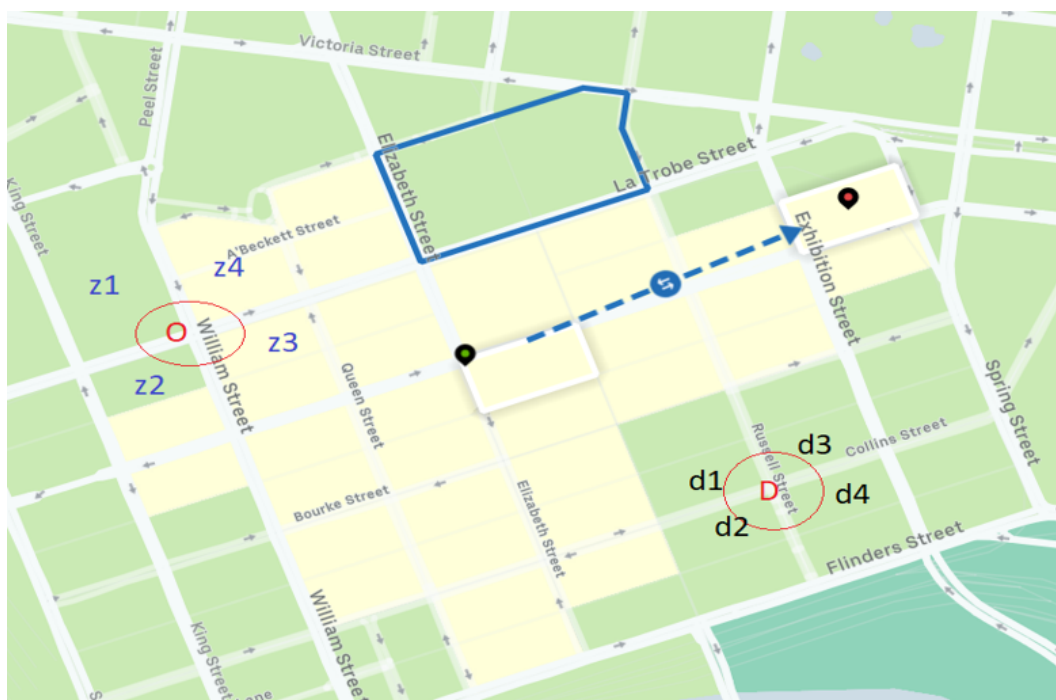 Victoria Street
Peel Street
Elizabeth Street
La Trobe Street
King Street
A'Beckett Street
Exhibition Street
z1
z4
O
z3
z2
William Street
Queen Street
Spring Street
Russell Street
d3
Collins Street
d1
D
d4
d2
Bourke Street
Elizabeth Street
Flinders Street
William Street
King Street
ane
S